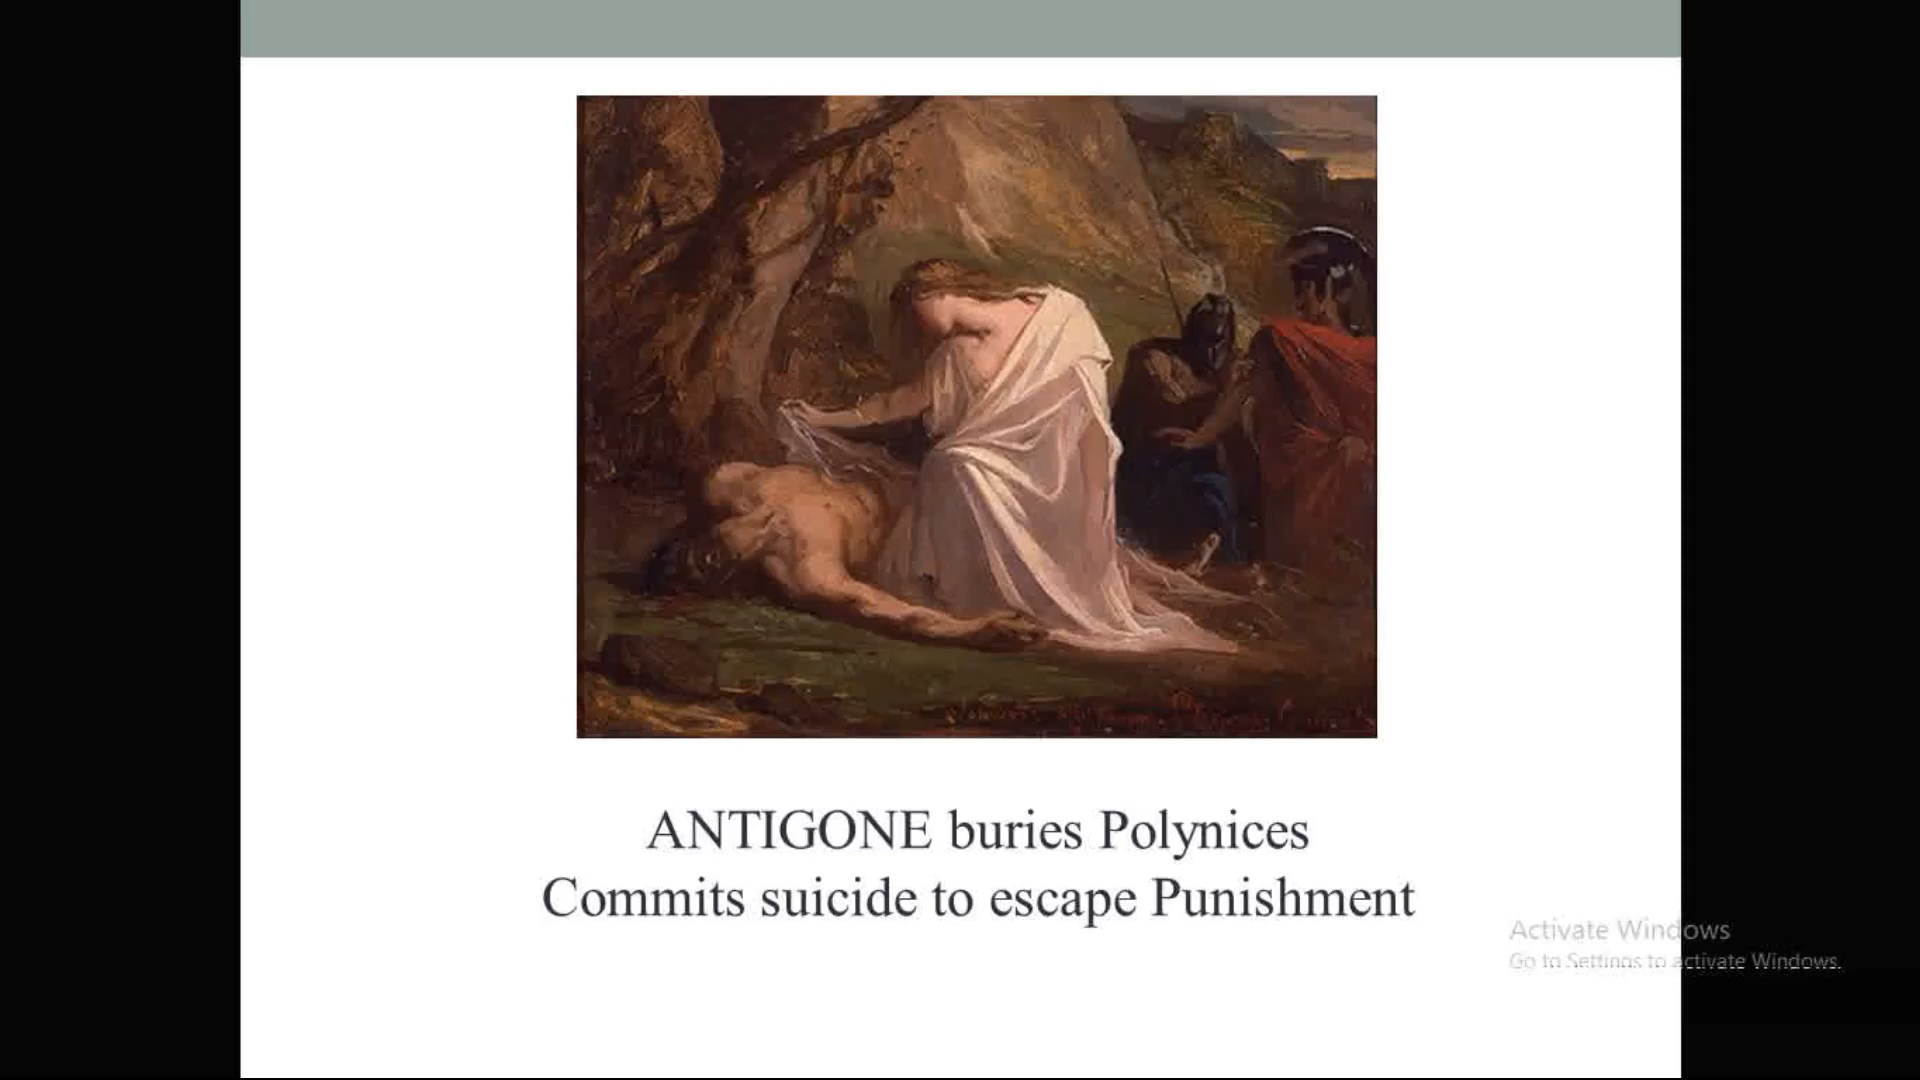 ANTIGONE buries Polynices
Commits suicide to escape Punishment
Activate Windows
Go to Settings to activate Windows.